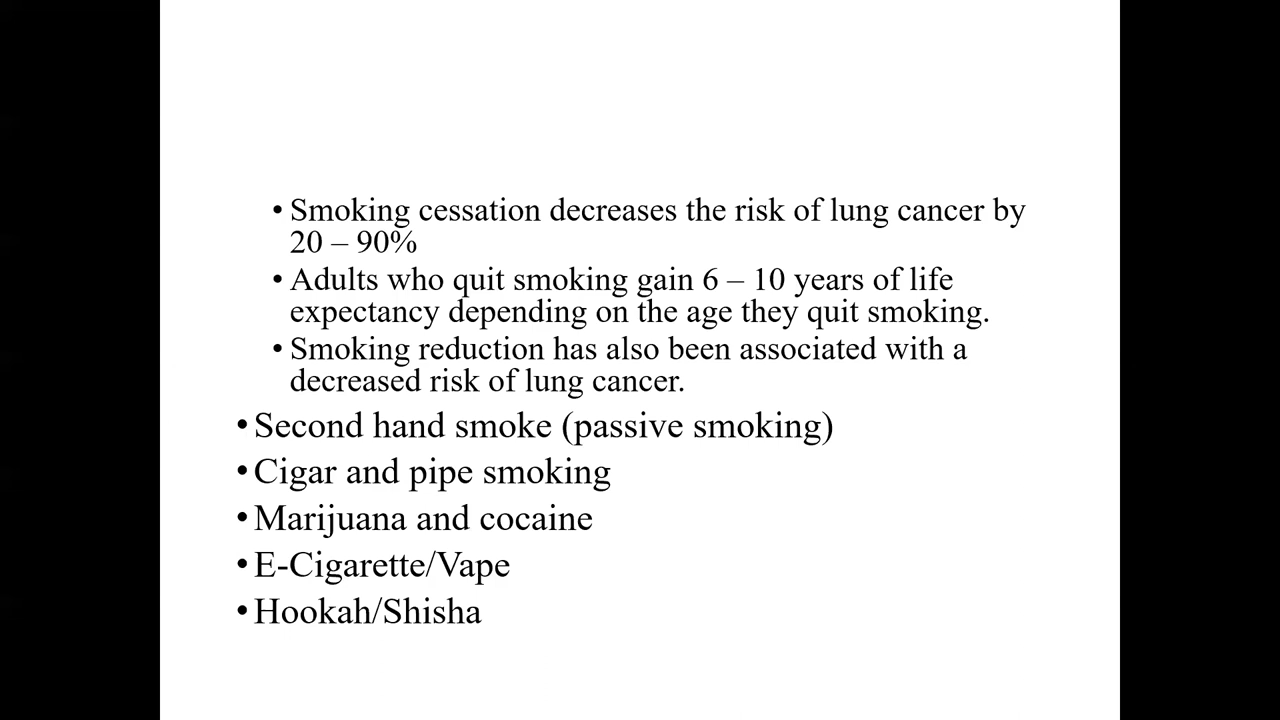 • Smoking cessation decreases the risk of lung cancer by
20 – 90%
• Adults who quit smoking gain 6 – 10 years of life
expectancy depending on the age they quit smoking.
• Smoking reduction has also been associated with a
decreased risk of lung cancer.
• Second hand smoke (passive smoking)
• Cigar and pipe smoking
• Marijuana and cocaine
• E-Cigarette/Vape
• Hookah/Shisha